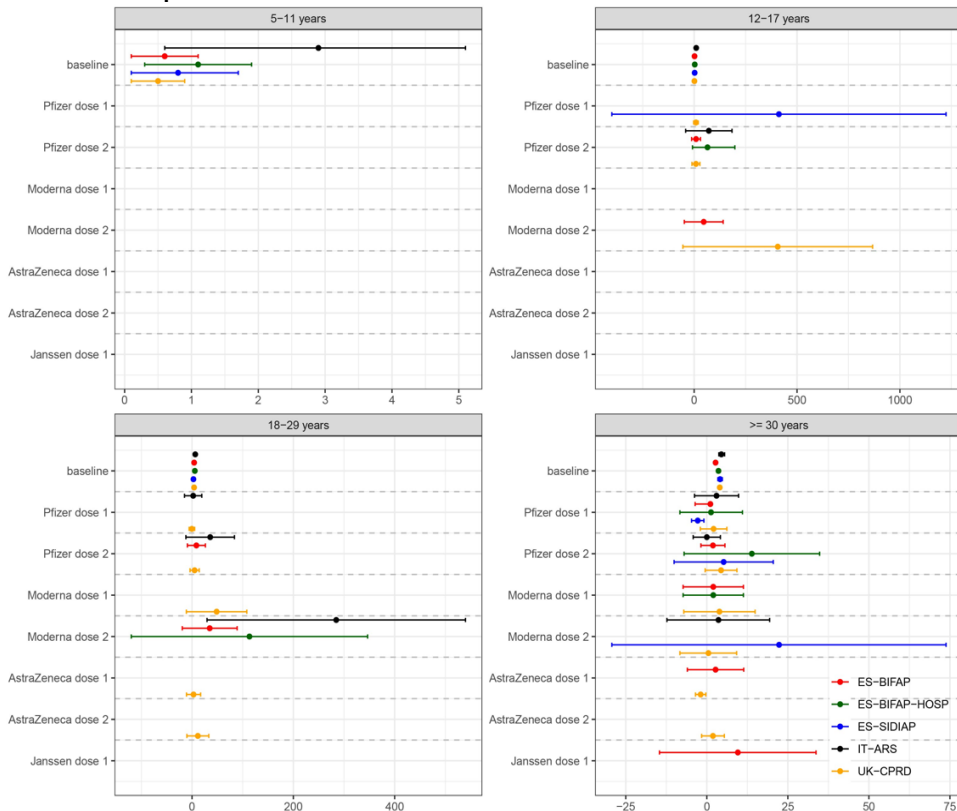 5−11 years
12−17 years
baseline
Pfizer dose 1
Pfizer dose 2
Moderna dose 1
Moderna dose 2
AstraZeneca dose 1
AstraZeneca dose 2
Janssen dose 1
0 1 2 3 4 5
baseline
Pfizer dose 1
Pfizer dose 2
Moderna dose 1
Moderna dose 2
AstraZeneca dose 1
AstraZeneca dose 2
Janssen dose 1
0 500 1000
18−29 years
>= 30 years
baseline
Pfizer dose 1
Pfizer dose 2
Moderna dose 1
Moderna dose 2
AstraZeneca dose 1
AstraZeneca dose 2
Janssen dose 1
0 200 400
baseline
Pfizer dose 1
Pfizer dose 2
Moderna dose 1
Moderna dose 2
AstraZeneca dose 1
AstraZeneca dose 2
Janssen dose 1
−25 0 25 50 75
ES−BIFAP
ES−BIFAP−HOSP
ES−SIDIAP
IT−ARS
UK−CPRD